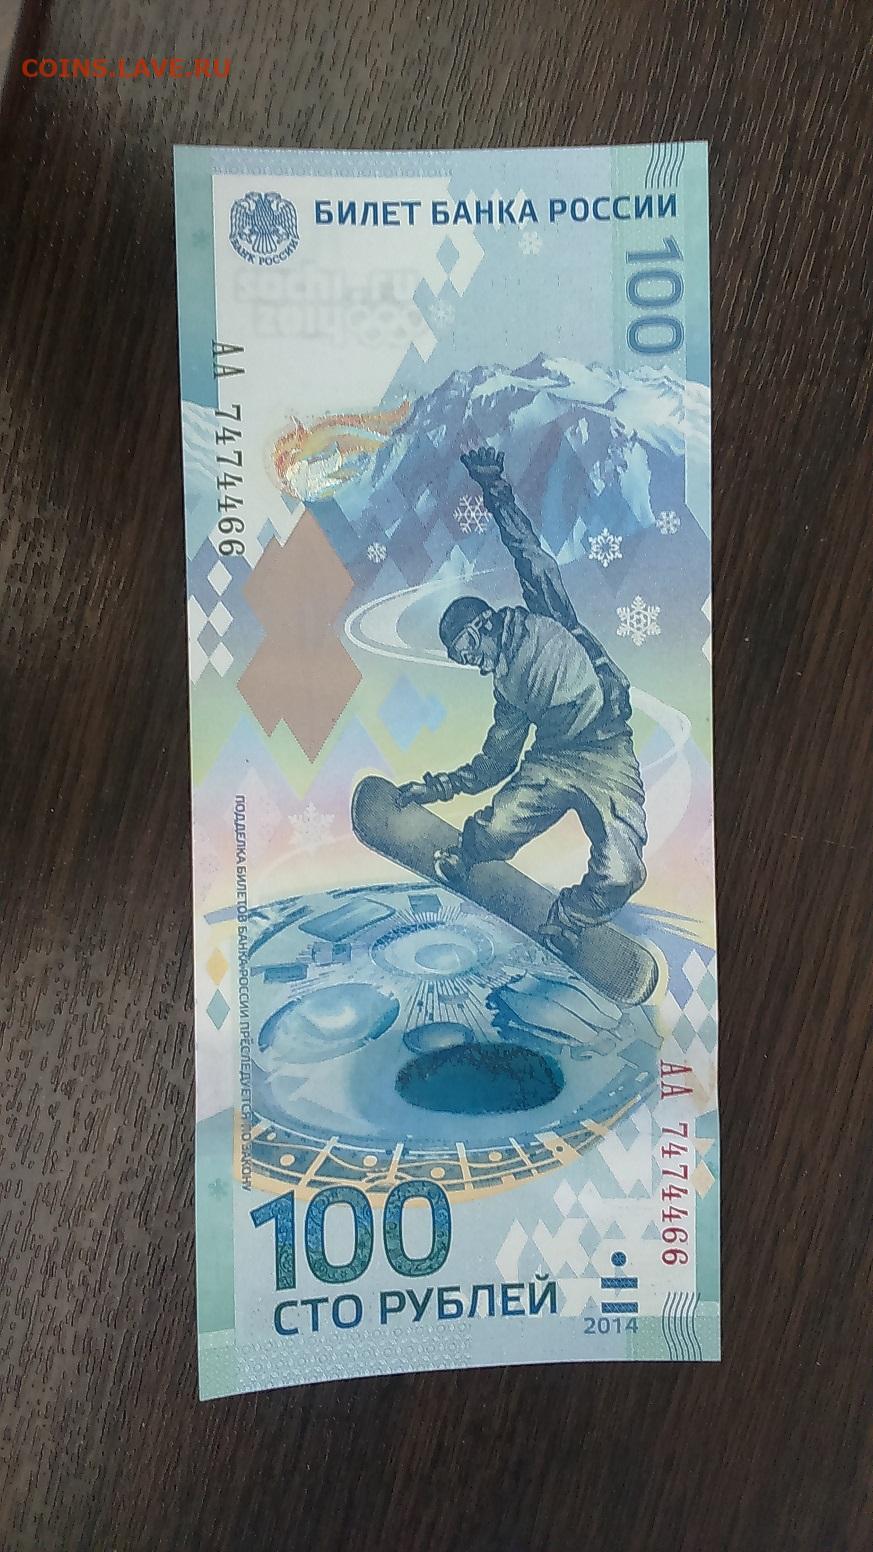 COINS.LAVE.RU
БИЛЕТ БАНКА РОССИИ
БАНК РОССИИ
100
sochi.ru
2014
АА 7474466
ПОДДЕЛКА БИЛЕТОВ БАНКА РОССИИ ПРЕСЛЕДУЕТСЯ ПО ЗАКОНУ
АА 7474466
100
СТО РУБЛЕЙ
2014